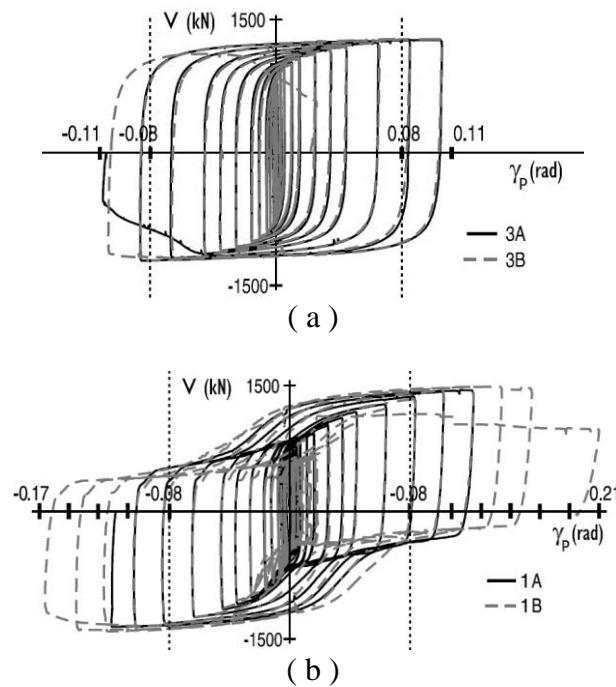 V (kN) 1500
-0.11 -0.08 0.08 0.11
γp (rad)
3A
3B
-1500
( a )
V (kN) 1500
-0.17 -0.08 -0.08 0.21
γp (rad)
1A
1B
-1500
( b )